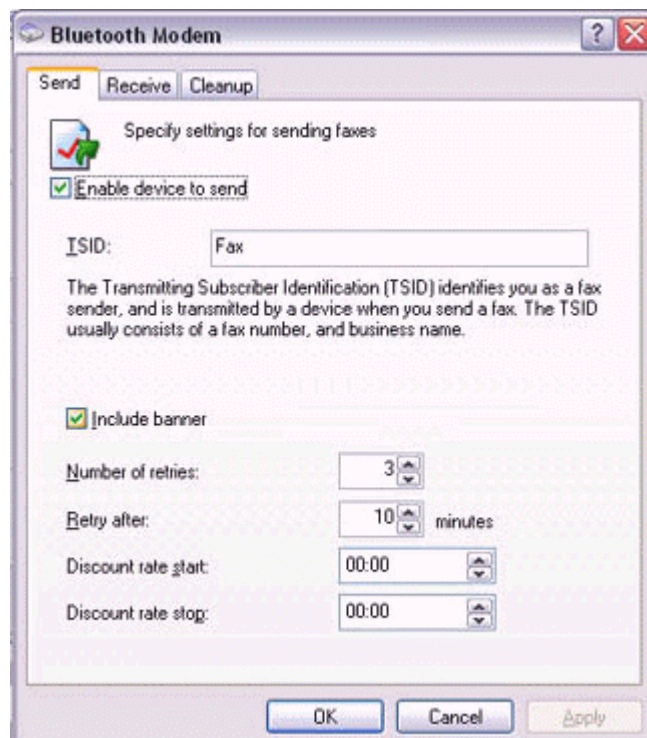 Bluetooth Modem
Send Receive Cleanup
Specify settings for sending faxes
Enable device to send
TSID: Fax
The Transmitting Subscriber Identification (TSID) identifies you as a fax
sender, and is transmitted by a device when you send a fax. The TSID
usually consists of a fax number, and business name.
Include banner
Number of retries: 3
Retry after: 10 minutes
Discount rate start: 00:00
Discount rate stop: 00:00
OK Cancel Apply